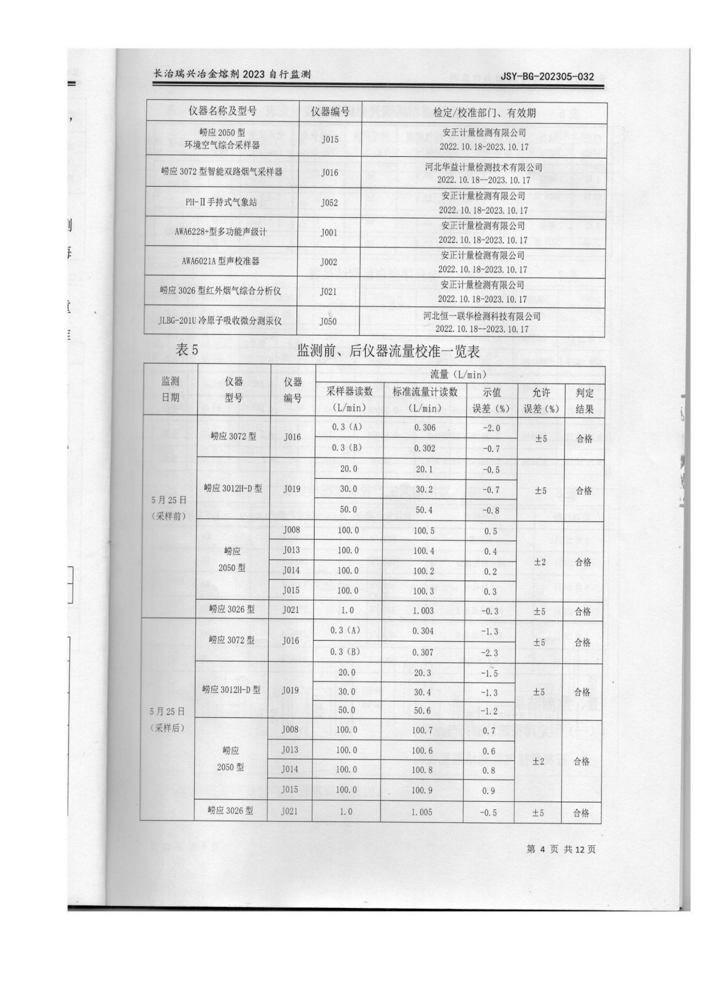 长治瑞兴冶金熔剂 2023 自行监测 JSY-BG-202305-032
仪器名称及型号 仪器编号 检定/校准部门、有效期
崂应 2050 型
环境空气综合采样器 J015 安正计量检测有限公司
2022.10.18-2023.10.17
崂应 3072 型智能双路烟气采样器 J016 河北华益计量检测技术有限公司
2022.10.18--2023.10.17
PH-Ⅱ手持式气象站 J052 安正计量检测有限公司
2022.10.18-2023.10.17
AWA6228+型多功能声级计 J001 安正计量检测有限公司
2022.10.18-2023.10.17
AWA6021A 型声校准器 J002 安正计量检测有限公司
2022.10.18-2023.10.17
崂应 3026 型红外烟气综合分析仪 J021 安正计量检测有限公司
2022.10.18-2023.10.17
JLBG-201U 冷原子吸收微分测汞仪 J050 河北恒一联华检测科技有限公司
2022.10.18--2023.10.17
表 5 监测前、后仪器流量校准一览表
监测
日期 仪器
型号 仪器
编号 流量（L/min）
采样器读数
（L/min） 标准流量计读数
（L/min） 示值
误差（%） 允许
误差（%） 判定
结果
5 月 25 日
（采样前） 崂应 3072 型 J016 0.3（A） 0.306 -2.0 ±5 合格
0.3（B） 0.302 -0.7
崂应 3012H-D 型 J019 20.0 20.1 -0.5 ±5 合格
30.0 30.2 -0.7
50.0 50.4 -0.8
崂应
2050 型 J008 100.0 100.5 0.5 ±2 合格
J013 100.0 100.4 0.4
J014 100.0 100.2 0.2
J015 100.0 100.3 0.3
崂应 3026 型 J021 1.0 1.003 -0.3 ±5 合格
5 月 25 日
（采样后） 崂应 3072 型 J016 0.3（A） 0.304 -1.3 ±5 合格
0.3（B） 0.307 -2.3
崂应 3012H-D 型 J019 20.0 20.3 -1.5 ±5 合格
30.0 30.4 -1.3
50.0 50.6 -1.2
崂应
2050 型 J008 100.0 100.7 0.7 ±2 合格
J013 100.0 100.6 0.6
J014 100.0 100.8 0.8
J015 100.0 100.9 0.9
崂应 3026 型 J021 1.0 1.005 -0.5 ±5 合格
第 4 页 共 12 页